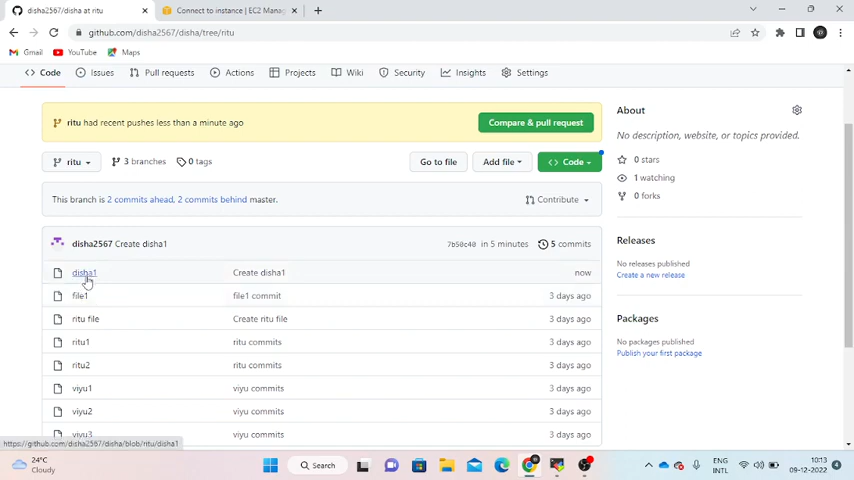 disha2567/disha at ritu
Connect to instance | EC2 Manag
github.com/disha2567/disha/tree/ritu
Gmail YouTube Maps
Code Issues Pull requests Actions Projects Wiki Security Insights Settings
ritu had recent pushes less than a minute ago Compare & pull request
ritu 3 branches 0 tags Go to file Add file Code
This branch is 2 commits ahead, 2 commits behind master. Contribute
disha2567 Create disha1 7b50c40 in 5 minutes 5 commits
disha1 Create disha1 now
file1 file1 commit 3 days ago
ritu file Create ritu file 3 days ago
ritu1 ritu commits 3 days ago
ritu2 ritu commits 3 days ago
viyu1 viyu commits 3 days ago
viyu2 viyu commits 3 days ago
viyu3 viyu commits 3 days ago
About
No description, website, or topics provided.
0 stars
1 watching
0 forks
Releases
No releases published
Create a new release
Packages
No packages published
Publish your first package
https://github.com/disha2567/disha/blob/ritu/disha1
24°C
Cloudy
Search
ENG
INTL
10:13
09-12-2022
4